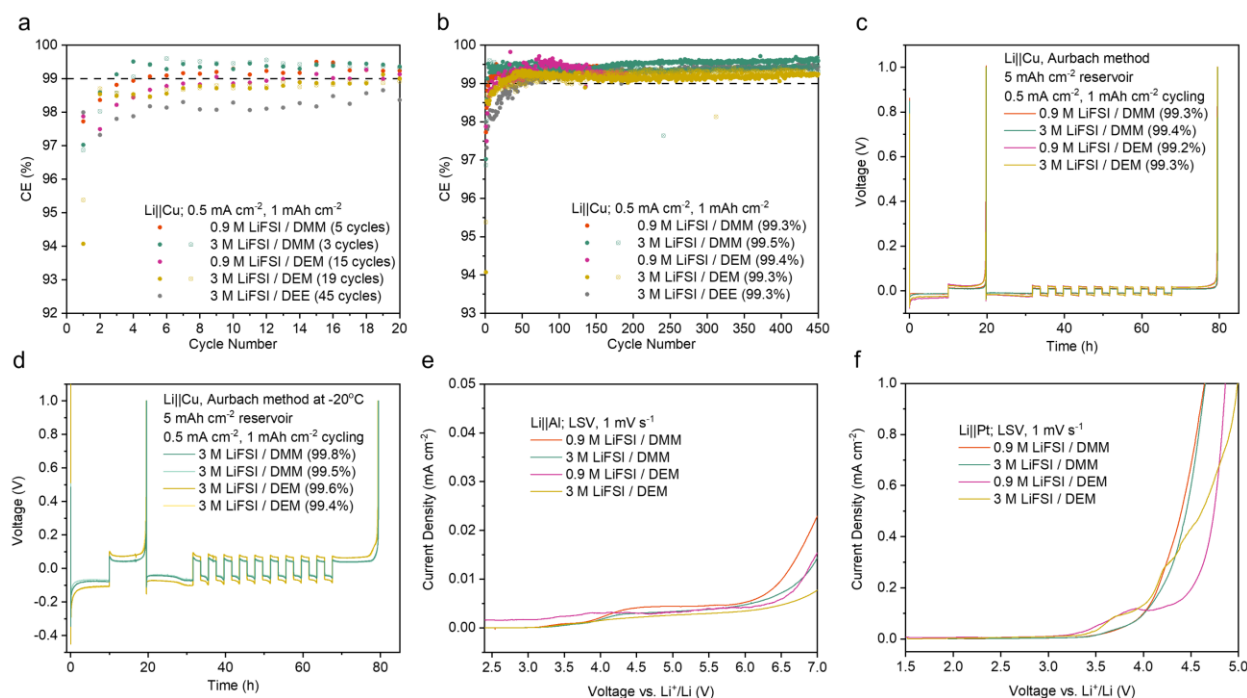 a
100
99
98
97
96
95
94
93
92
CE (%)
Li||Cu; 0.5 mA cm⁻², 1 mAh cm⁻²
0.9 M LiFSI / DMM (5 cycles)
3 M LiFSI / DMM (3 cycles)
0.9 M LiFSI / DEM (15 cycles)
3 M LiFSI / DEM (19 cycles)
3 M LiFSI / DEE (45 cycles)
0 2 4 6 8 10 12 14 16 18 20
Cycle Number
b
100
99
98
97
96
95
94
93
CE (%)
Li||Cu; 0.5 mA cm⁻², 1 mAh cm⁻²
0.9 M LiFSI / DMM (99.3%)
3 M LiFSI / DMM (99.5%)
0.9 M LiFSI / DEM (99.4%)
3 M LiFSI / DEM (99.3%)
3 M LiFSI / DEE (99.3%)
0 75 150 225 300 375 450
Cycle Number
c
1.0
0.8
0.6
0.4
0.2
0.0
Voltage (V)
Li||Cu, Aurbach method
5 mAh cm⁻² reservoir
0.5 mA cm⁻², 1 mAh cm⁻² cycling
0.9 M LiFSI / DMM (99.3%)
3 M LiFSI / DMM (99.4%)
0.9 M LiFSI / DEM (99.2%)
3 M LiFSI / DEM (99.3%)
0 20 40 60 80
Time (h)
d
1.0
0.8
0.6
0.4
0.2
0.0
-0.2
-0.4
Voltage (V)
Li||Cu, Aurbach method at -20°C
5 mAh cm⁻² reservoir
0.5 mA cm⁻², 1 mAh cm⁻² cycling
3 M LiFSI / DMM (99.8%)
3 M LiFSI / DMM (99.5%)
3 M LiFSI / DEM (99.6%)
3 M LiFSI / DEM (99.4%)
0 20 40 60 80
Time (h)
e
0.05
0.04
0.03
0.02
0.01
0.00
Current Density (mA cm⁻²)
Li||Al; LSV, 1 mV s⁻¹
0.9 M LiFSI / DMM
3 M LiFSI / DMM
0.9 M LiFSI / DEM
3 M LiFSI / DEM
2.5 3.0 3.5 4.0 4.5 5.0 5.5 6.0 6.5 7.0
Voltage vs. Li⁺/Li (V)
f
1.0
0.8
0.6
0.4
0.2
0.0
Current Density (mA cm⁻²)
Li||Pt; LSV, 1 mV s⁻¹
0.9 M LiFSI / DMM
3 M LiFSI / DMM
0.9 M LiFSI / DEM
3 M LiFSI / DEM
1.5 2.0 2.5 3.0 3.5 4.0 4.5 5.0
Voltage vs. Li⁺/Li (V)